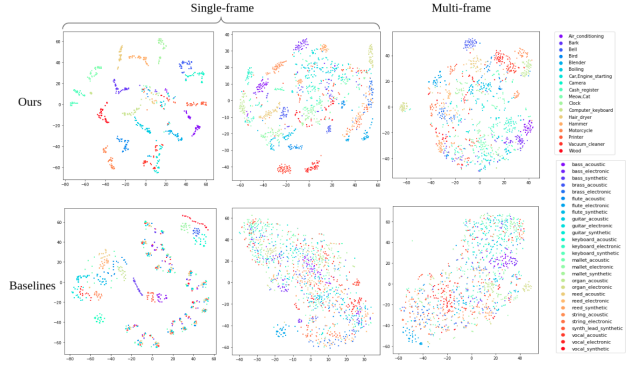 Single-frame
Multi-frame
Ours
Baselines
Air_conditioning
Bark
Bell
Bird
Blender
Boiling
Car,Engine_starting
Camera
Cash_register
Meow,Cat
Clock
Computer_keyboard
Hair_dryer
Hammer
Motorcycle
Printer
Vacuum_cleaner
Wood
bass_acoustic
bass_electronic
bass_synthetic
brass_acoustic
brass_electronic
flute_acoustic
flute_electronic
flute_synthetic
guitar_acoustic
guitar_electronic
guitar_synthetic
keyboard_acoustic
keyboard_electronic
keyboard_synthetic
mallet_acoustic
mallet_electronic
mallet_synthetic
organ_acoustic
organ_electronic
reed_acoustic
reed_electronic
reed_synthetic
string_acoustic
string_electronic
synth_lead_synthetic
vocal_acoustic
vocal_electronic
vocal_synthetic